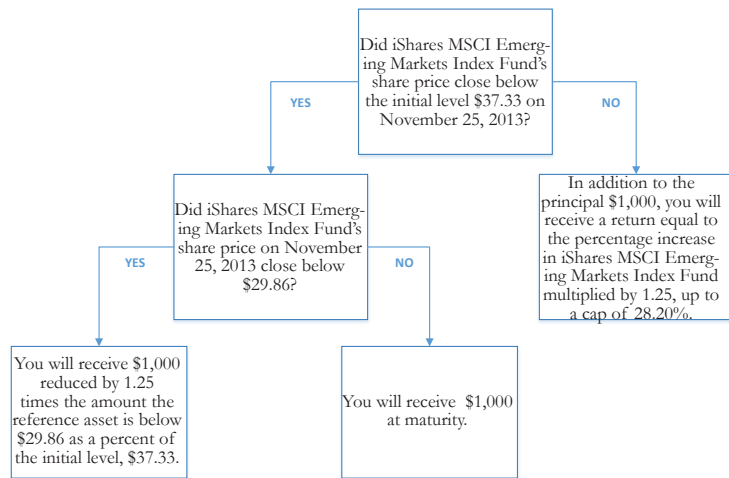 Did iShares MSCI Emerg-
ing Markets Index Fund's
share price close below
the initial level $37.33 on
November 25, 2013?
YES
NO
Did iShares MSCI Emerg-
ing Markets Index Fund's
share price on November
25, 2013 close below
$29.86?
In addition to the
principal $1,000, you will
receive a return equal to
the percentage increase
in iShares MSCI Emerg-
ing Markets Index Fund
multiplied by 1.25, up to
a cap of 28.20%.
YES
NO
You will receive $1,000
reduced by 1.25
times the amount the
reference asset is below
$29.86 as a percent of
the initial level, $37.33.
You will receive $1,000
at maturity.